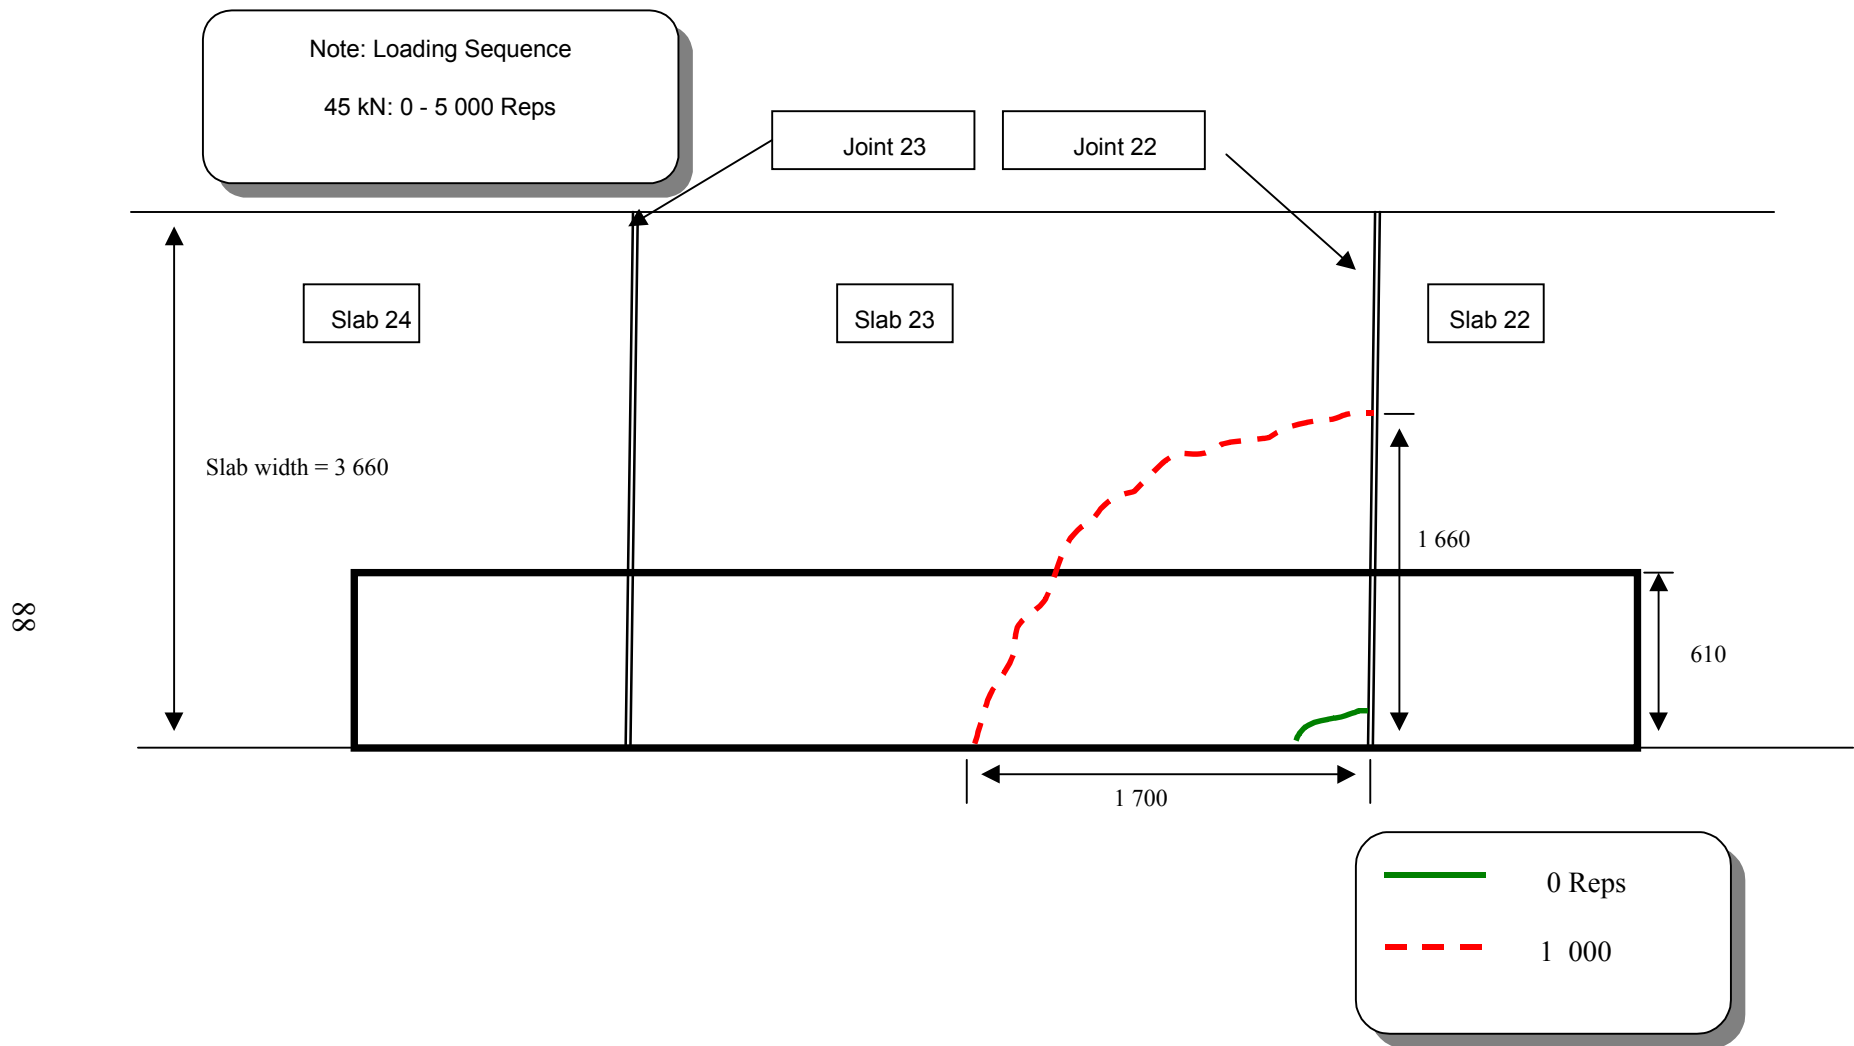 Note: Loading Sequence
45 kN: 0 - 5 000 Reps
Joint 23
Joint 22
Slab 24
Slab 23
Slab 22
Slab width = 3 660
1 660
610
1 700
88
0 Reps
1 000